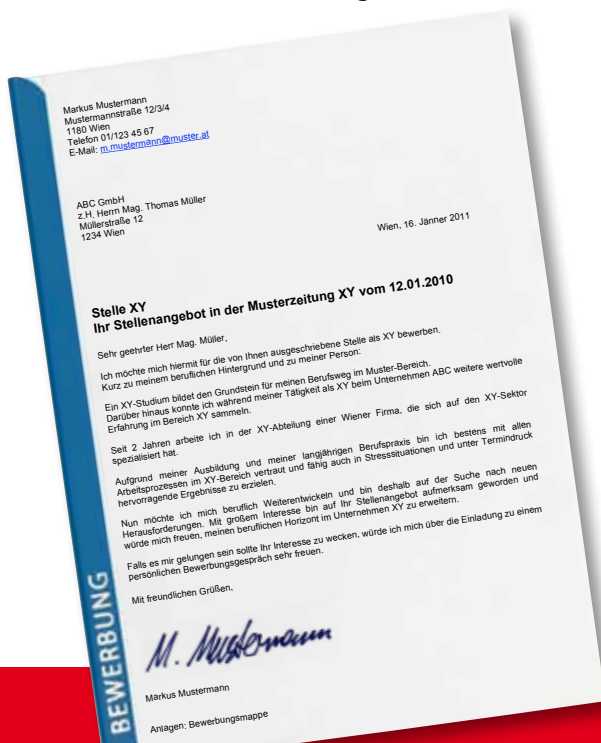 Markus Mustermann
Mustermannstraße 12/3/4
1180 Wien
Telefon 01/123 45 67
E-Mail: m.mustermann@muster.at
ABC GmbH
z.H. Herrn Mag. Thomas Müller
Müllerstraße 12
1234 Wien
Wien, 16. Jänner 2011
Stelle XY
Ihr Stellenangebot in der Musterzeitung XY vom 12.01.2010
Sehr geehrter Herr Mag. Müller,
Ich möchte mich hiermit für die von Ihnen ausgeschriebene Stelle als XY bewerben.
Kurz zu meinem beruflichen Hintergrund und zu meiner Person:
Ein XY-Studium bildet den Grundstein für meinen Berufsweg im Muster-Bereich.
Darüber hinaus konnte ich während meiner Tätigkeit als XY beim Unternehmen ABC weitere wertvolle
Erfahrung im Bereich XY sammeln.
Seit 2 Jahren arbeite ich in der XY-Abteilung einer Wiener Firma, die sich auf den XY-Sektor
spezialisiert hat.
Aufgrund meiner Ausbildung und meiner langjährigen Berufspraxis bin ich bestens mit allen
Arbeitsprozessen im XY-Bereich vertraut und fähig auch in Stresssituationen und unter Termindruck
hervorragende Ergebnisse zu erzielen.
Nun möchte ich mich beruflich Weiterentwickeln und bin deshalb auf der Suche nach neuen
Herausforderungen. Mit großem Interesse bin auf Ihr Stellenangebot aufmerksam geworden und
würde mich freuen, meinen beruflichen Horizont im Unternehmen XY zu erweitern.
Falls es mir gelungen sein sollte Ihr Interesse zu wecken, würde ich mich über die Einladung zu einem
persönlichen Bewerbungsgespräch sehr freuen.
Mit freundlichen Grüßen,
M. Mustermann
Markus Mustermann
Anlagen: Bewerbungsmappe
BEWERBUNG